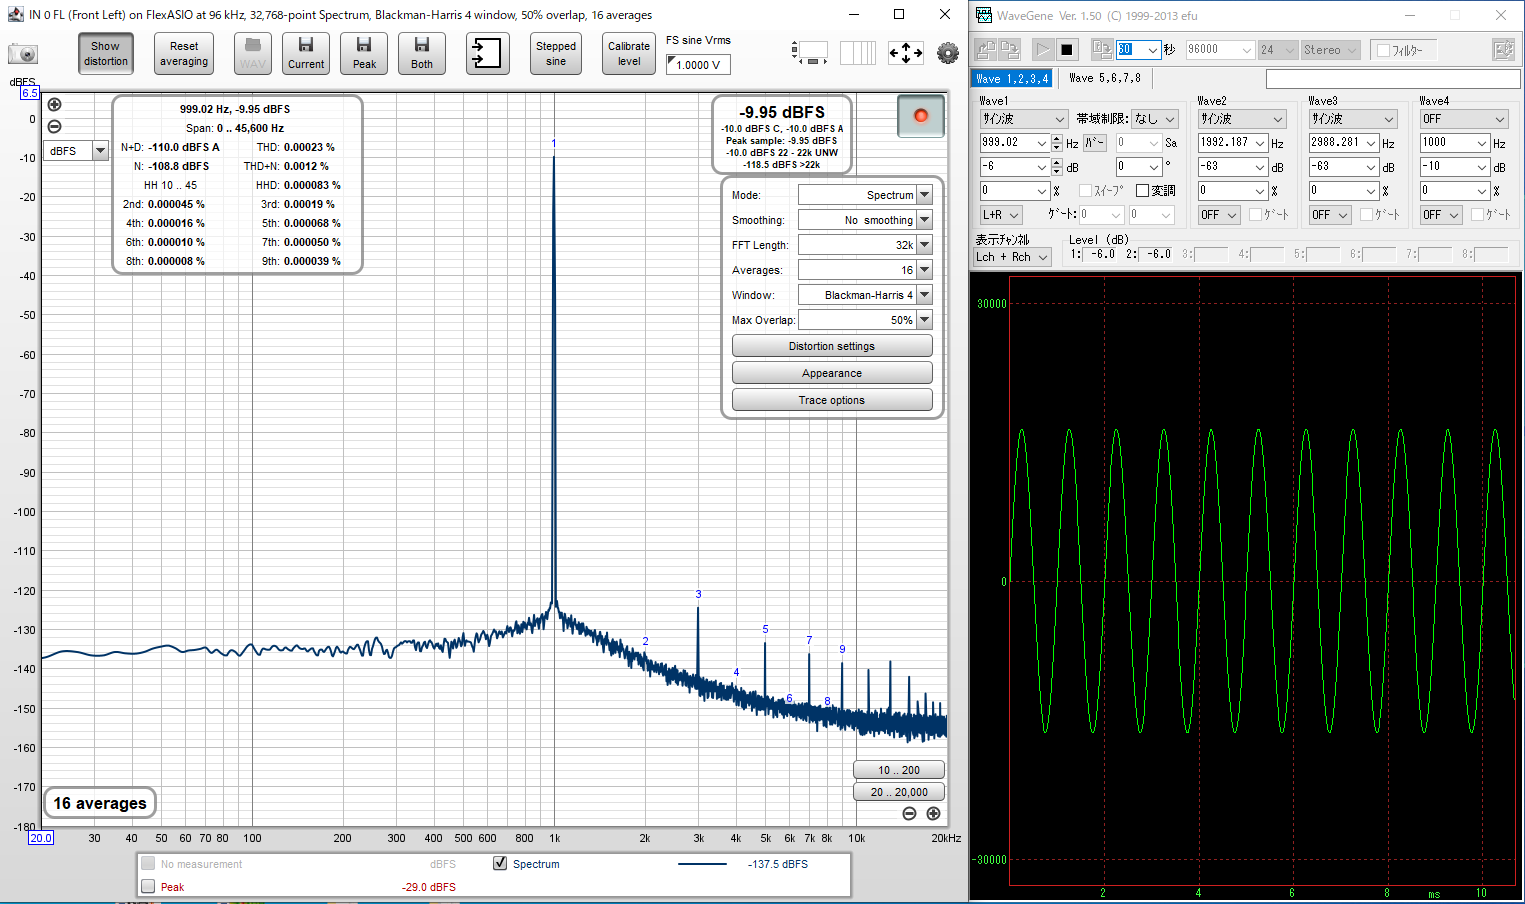 IN 0 FL (Front Left) on FlexASIO at 96 kHz, 32,768-point Spectrum, Blackman-Harris 4 window, 50% overlap, 16 averages
Show distortion
Reset averaging
WAV
Current
Peak
Both
Stepped sine
Calibrate level
FS sine Vrms
1.0000 V
dBFS
6.5
0
-10
-20
-30
-40
-50
-60
-70
-80
-90
-100
-110
-120
-130
-140
-150
-160
-170
-180
dBFS
999.02 Hz, -9.95 dBFS
Span: 0 .. 45,600 Hz
N+D: -110.0 dBFS A THD: 0.00023 %
N: -108.8 dBFS THD+N: 0.0012 %
HH 10 .. 45 HHD: 0.000083 %
2nd: 0.000045 % 3rd: 0.00019 %
4th: 0.000016 % 5th: 0.000068 %
6th: 0.000010 % 7th: 0.000050 %
8th: 0.000008 % 9th: 0.000039 %
-9.95 dBFS
-10.0 dBFS C, -10.0 dBFS A
Peak sample: -9.95 dBFS
-10.0 dBFS 22 - 22k UNW
-118.5 dBFS >22k
Mode: Spectrum
Smoothing: No smoothing
FFT Length: 32k
Averages: 16
Window: Blackman-Harris 4
Max Overlap: 50%
Distortion settings
Appearance
Trace options
1
2
3
4
5
6
7
8
9
10 .. 200
20 .. 20,000
16 averages
20.0 30 40 50 60 70 80 100 200 300 400 500 600 800 1k 2k 3k 4k 5k 6k 7k 8k 10k 20kHz
No measurement dBFS Spectrum -137.5 dBFS
Peak -29.0 dBFS
WaveGene Ver. 1.50 (C) 1999-2013 efu
60 秒 96000 24 Stereo ﾌｨﾙﾀｰ
Wave 1,2,3,4 Wave 5,6,7,8
Wave1 Wave2 Wave3 Wave4
サイン波 帯域制限: なし サイン波 サイン波 OFF
999.02 Hz ﾊﾞｰ 0 Sa 1992.187 Hz 2988.281 Hz 1000 Hz
-6 dB 0 ° -63 dB -63 dB -10 dB
0 % ｽｲｰﾌﾟ 変調 0 % 0 % 0 %
L+R ｹﾞｰﾄ: 0 0 OFF ｹﾞｰﾄ OFF ｹﾞｰﾄ OFF ｹﾞｰﾄ
表示ﾁｬﾝﾈﾙ Level (dB)
Lch + Rch 1: -6.0 2: -6.0 3: 4: 5: 6: 7: 8:
30000
0
-30000
2 4 6 8 ms 10